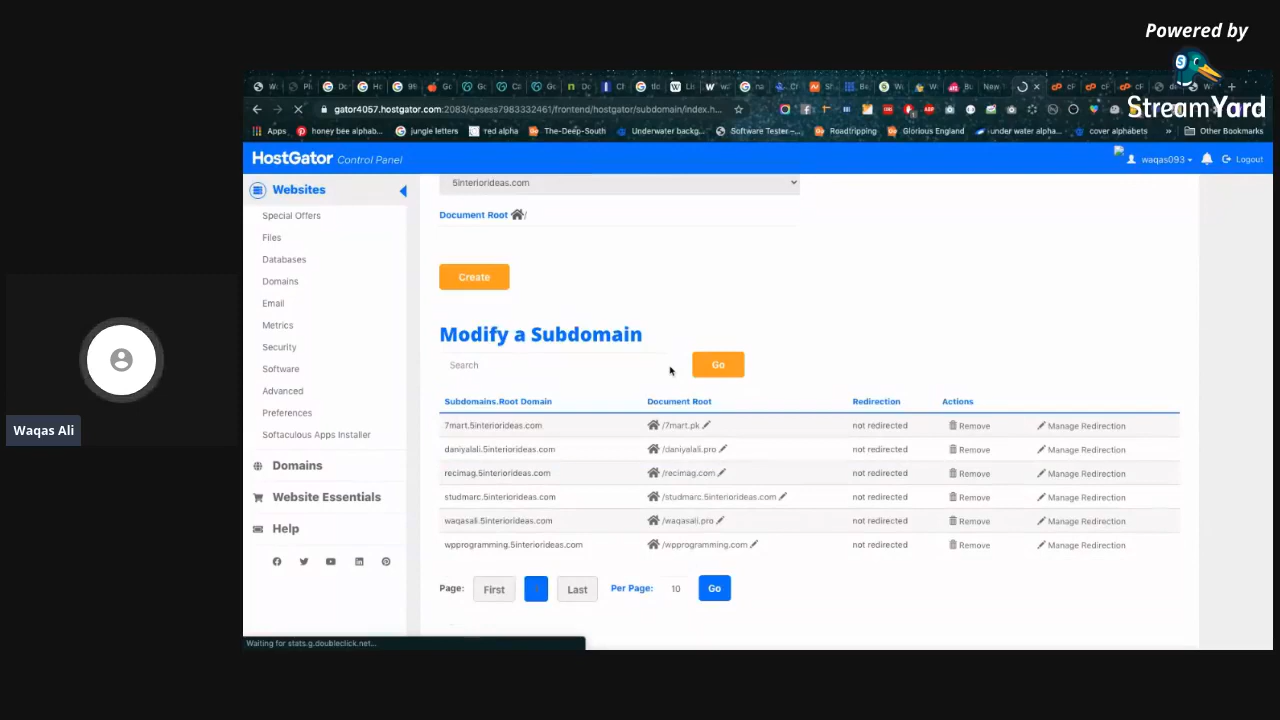 Powered by
StreamYard
gator4057.hostgator.com:2083/cpsess7983332461/frontend/hostgator/subdomain/index.h...
Apps honey bee alphab... jungle letters red alpha The-Deep-South Underwater backg... Software Tester –... Roadtripping Glorious England under water alpha... cover alphabets » Other Bookmarks
HostGator Control Panel waqas093 Logout
Websites
Special Offers
Files
Databases
Domains
Email
Metrics
Security
Software
Advanced
Preferences
Softaculous Apps Installer
Domains
Website Essentials
Help
5interiorideas.com
Document Root /
Create
Modify a Subdomain
Search Go
Subdomains.Root Domain Document Root Redirection Actions
7mart.5interiorideas.com /7mart.pk not redirected Remove Manage Redirection
daniyalali.5interiorideas.com /daniyalali.pro not redirected Remove Manage Redirection
recimag.5interiorideas.com /recimag.com not redirected Remove Manage Redirection
studmarc.5interiorideas.com /studmarc.5interiorideas.com not redirected Remove Manage Redirection
waqasali.5interiorideas.com /waqasali.pro not redirected Remove Manage Redirection
wpprogramming.5interiorideas.com /wpprogramming.com not redirected Remove Manage Redirection
Page: First Last Per Page: 10 Go
Waiting for stats.g.doubleclick.net...
Waqas Ali